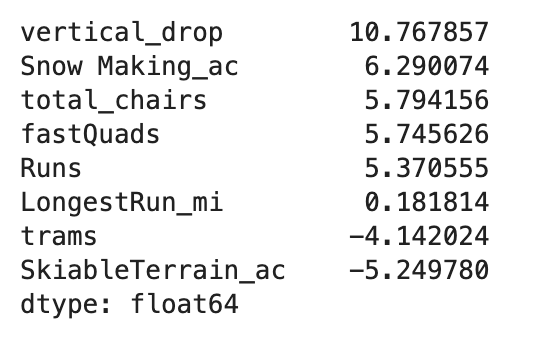 vertical_drop 10.767857
Snow Making_ac 6.290074
total_chairs 5.794156
fastQuads 5.745626
Runs 5.370555
LongestRun_mi 0.181814
trams -4.142024
SkiableTerrain_ac -5.249780
dtype: float64